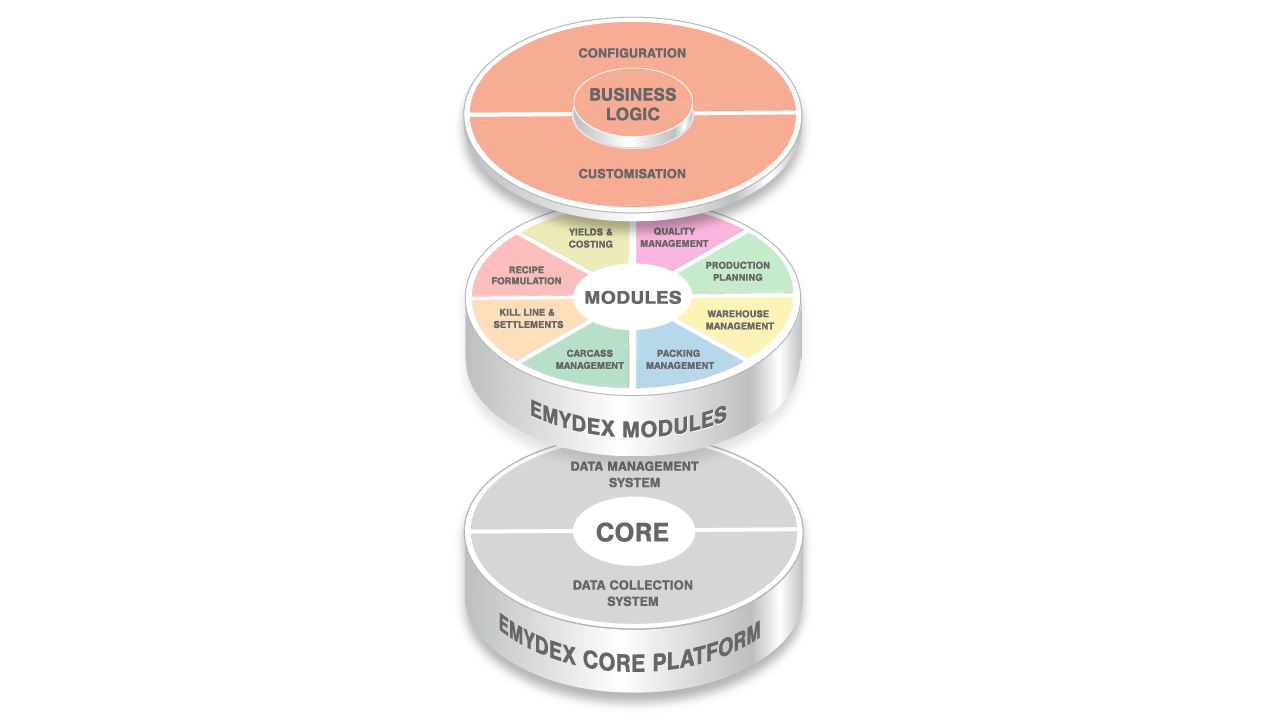 CONFIGURATION
BUSINESS
LOGIC
CUSTOMISATION
YIELDS &
COSTING
QUALITY
MANAGEMENT
RECIPE
FORMULATION
PRODUCTION
PLANNING
MODULES
KILL LINE &
SETTLEMENTS
WAREHOUSE
MANAGEMENT
CARCASS
MANAGEMENT
PACKING
MANAGEMENT
EMYDEX MODULES
DATA MANAGEMENT
SYSTEM
CORE
DATA COLLECTION
SYSTEM
EMYDEX CORE PLATFORM